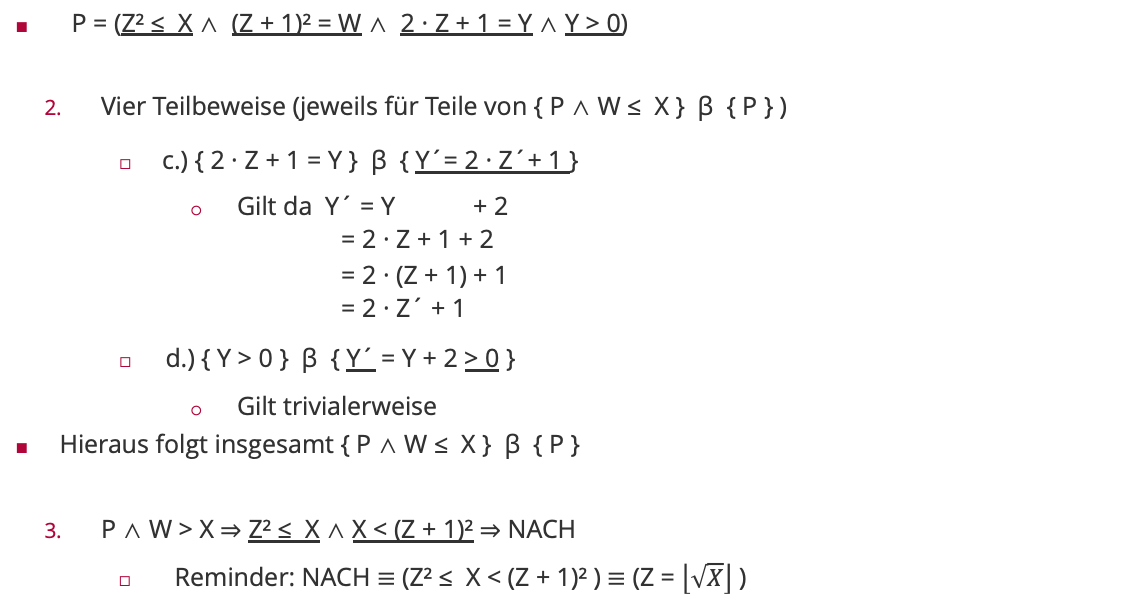 P = (Z² ≤ X ∧ (Z + 1)² = W ∧ 2 · Z + 1 = Y ∧ Y > 0)
2. Vier Teilbeweise (jeweils für Teile von { P ∧ W ≤ X } β { P } )
c.) { 2 · Z + 1 = Y } β { Y´= 2 · Z´+ 1 }
Gilt da Y´ = Y + 2
= 2 · Z + 1 + 2
= 2 · (Z + 1) + 1
= 2 · Z´ + 1
d.) { Y > 0 } β { Y´ = Y + 2 > 0 }
Gilt trivialerweise
Hieraus folgt insgesamt { P ∧ W ≤ X } β { P }
3. P ∧ W > X ⇒ Z² ≤ X ∧ X < (Z + 1)² ⇒ NACH
Reminder: NACH ≡ (Z² ≤ X < (Z + 1)² ) ≡ (Z = ⌊√X⌋ )